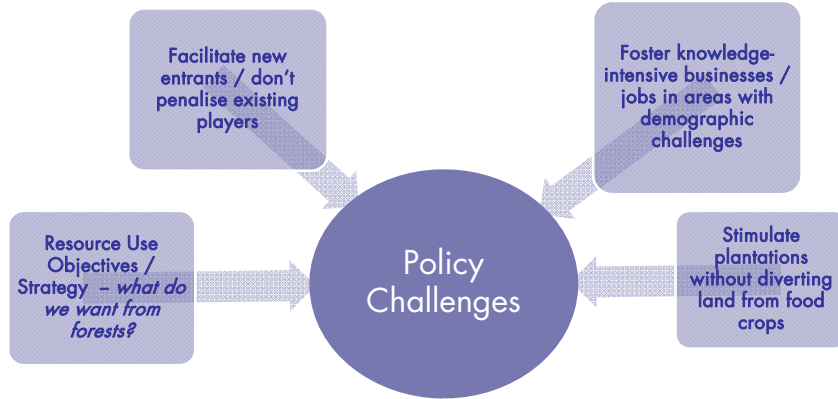 Facilitate new
entrants / don't
penalise existing
players
Foster knowledge-
intensive businesses /
jobs in areas with
demographic
challenges
Resource Use
Objectives /
Strategy – what do
we want from
forests?
Policy
Challenges
Stimulate
plantations
without diverting
land from food
crops